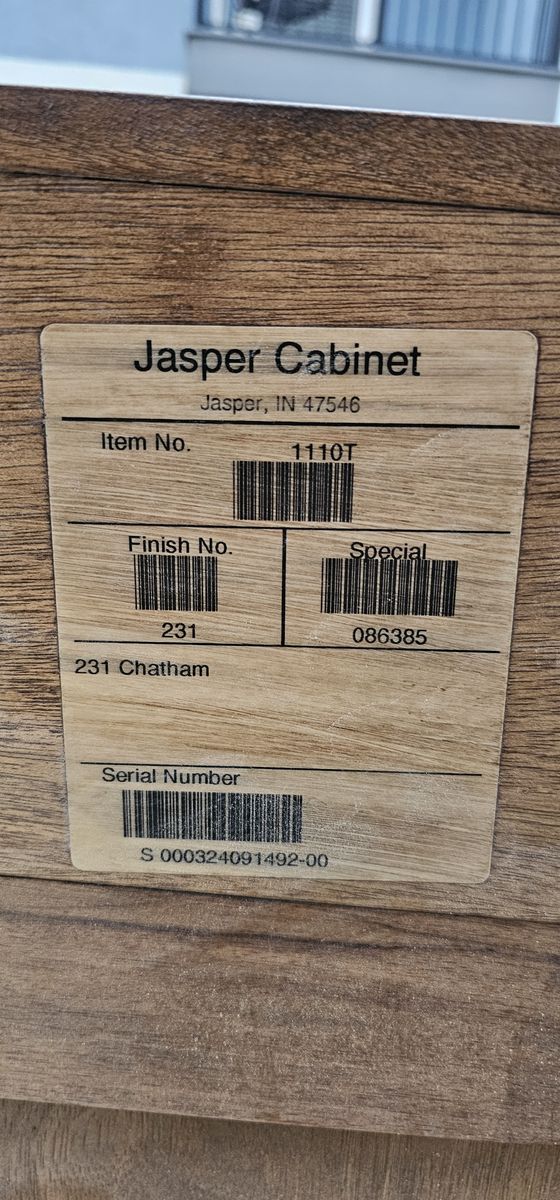 Jasper Cabinet
Jasper, IN 47546
Item No. 1110T
Finish No. Special
231 086385
231 Chatham
Serial Number
S 000324091492-00